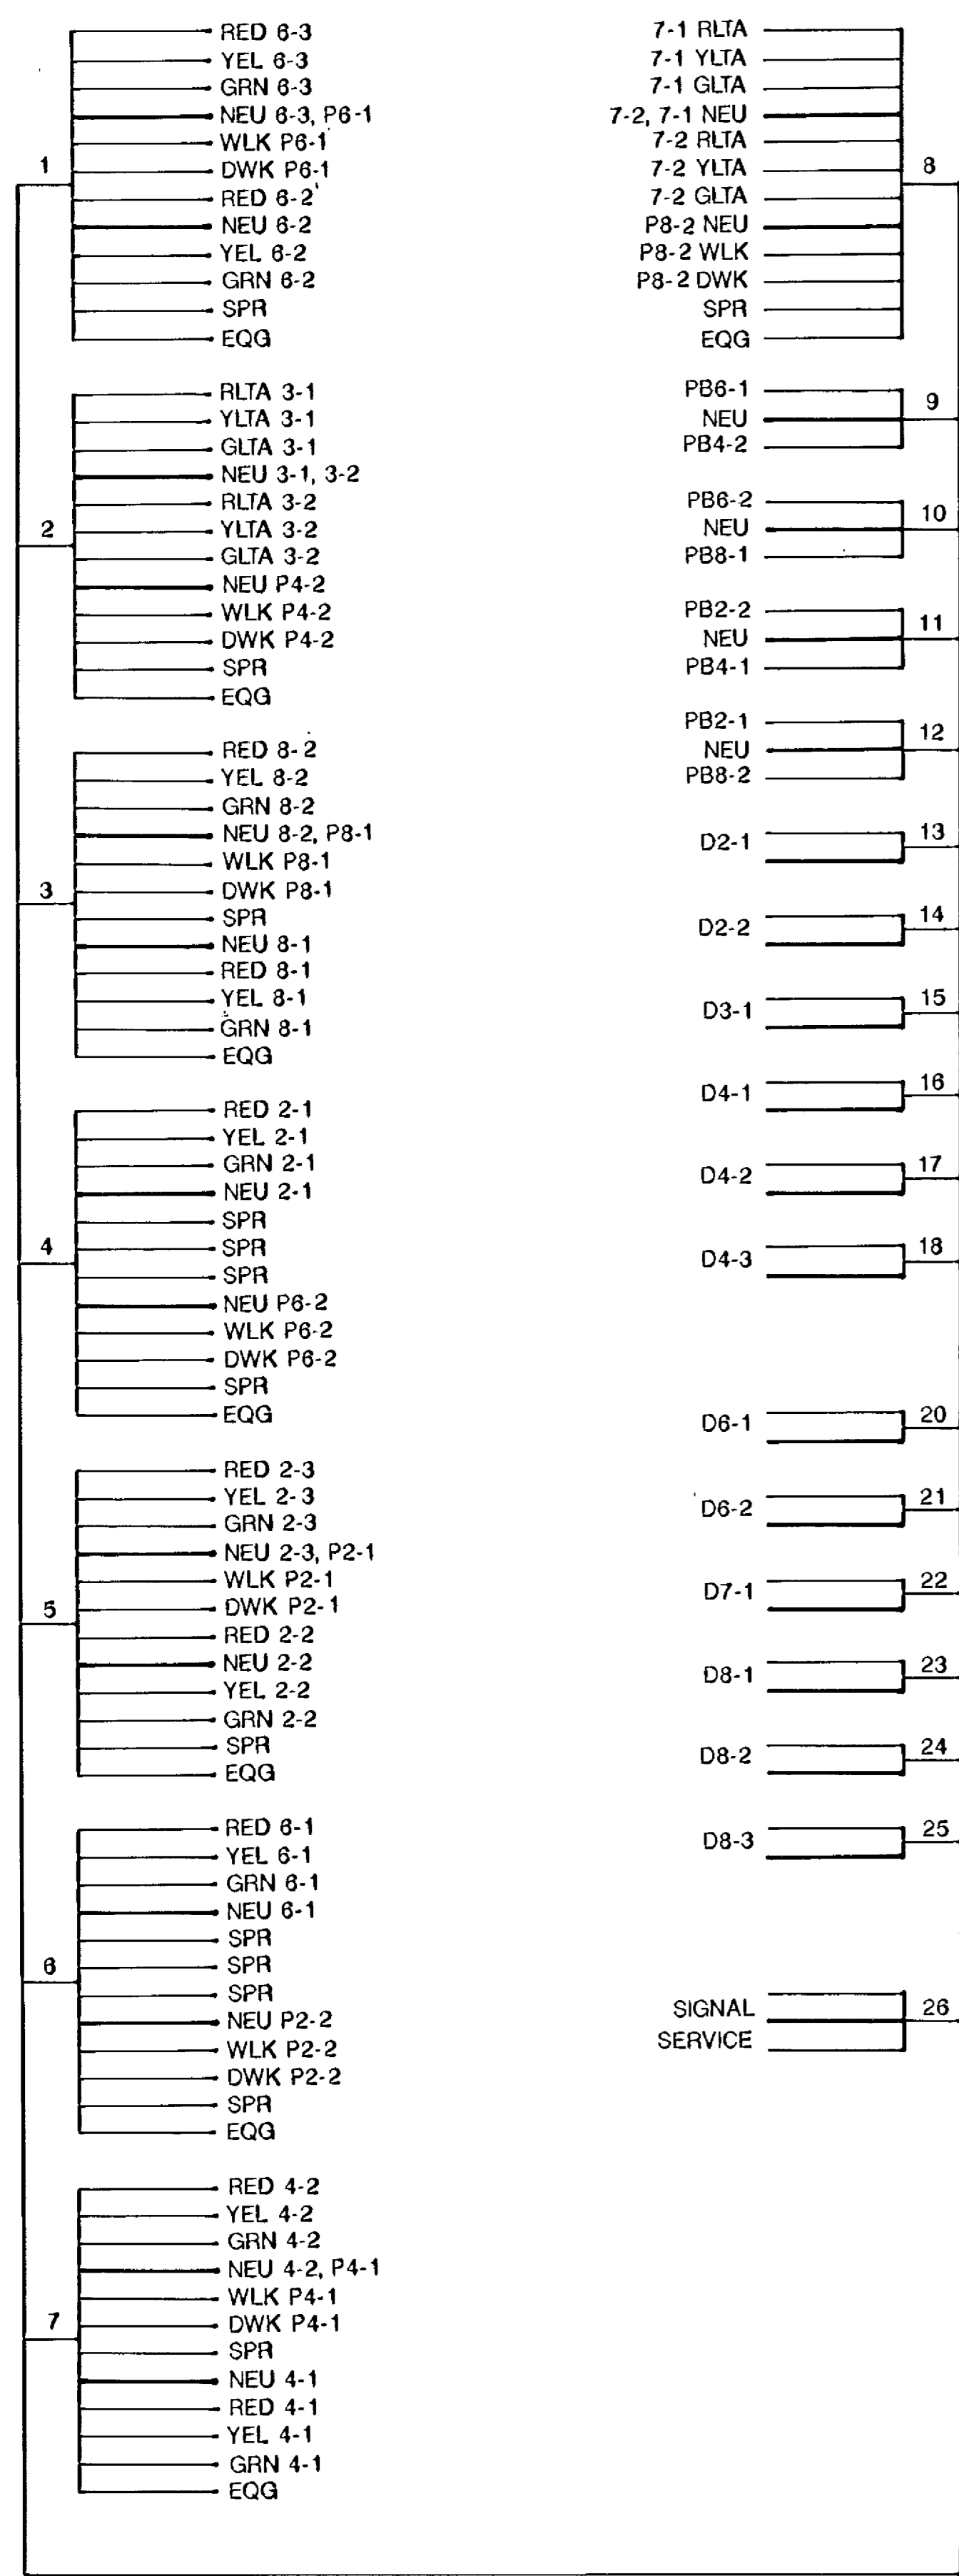 1
RED 6-3
YEL 6-3
GRN 6-3
NEU 6-3, P6-1
WLK P6-1
DWK P6-1
RED 6-2
NEU 6-2
YEL 6-2
GRN 6-2
SPR
EQG
2
RLTA 3-1
YLTA 3-1
GLTA 3-1
NEU 3-1, 3-2
RLTA 3-2
YLTA 3-2
GLTA 3-2
NEU P4-2
WLK P4-2
DWK P4-2
SPR
EQG
3
RED 8-2
YEL 8-2
GRN 8-2
NEU 8-2, P8-1
WLK P8-1
DWK P8-1
SPR
NEU 8-1
RED 8-1
YEL 8-1
GRN 8-1
EQG
4
RED 2-1
YEL 2-1
GRN 2-1
NEU 2-1
SPR
SPR
SPR
NEU P6-2
WLK P6-2
DWK P6-2
SPR
EQG
5
RED 2-3
YEL 2-3
GRN 2-3
NEU 2-3, P2-1
WLK P2-1
DWK P2-1
RED 2-2
NEU 2-2
YEL 2-2
GRN 2-2
SPR
EQG
6
RED 6-1
YEL 6-1
GRN 6-1
NEU 6-1
SPR
SPR
SPR
NEU P2-2
WLK P2-2
DWK P2-2
SPR
EQG
7
RED 4-2
YEL 4-2
GRN 4-2
NEU 4-2, P4-1
WLK P4-1
DWK P4-1
SPR
NEU 4-1
RED 4-1
YEL 4-1
GRN 4-1
EQG
7-1 RLTA
7-1 YLTA
7-1 GLTA
7-2, 7-1 NEU
7-2 RLTA
7-2 YLTA
7-2 GLTA
P8-2 NEU
P8-2 WLK
P8-2 DWK
SPR
EQG
8
PB6-1
NEU
PB4-2
9
PB6-2
NEU
PB8-1
10
PB2-2
NEU
PB4-1
11
PB2-1
NEU
PB8-2
12
D2-1 13
D2-2 14
D3-1 15
D4-1 16
D4-2 17
D4-3 18
D6-1 20
D6-2 21
D7-1 22
D8-1 23
D8-2 24
D8-3 25
SIGNAL 26
SERVICE